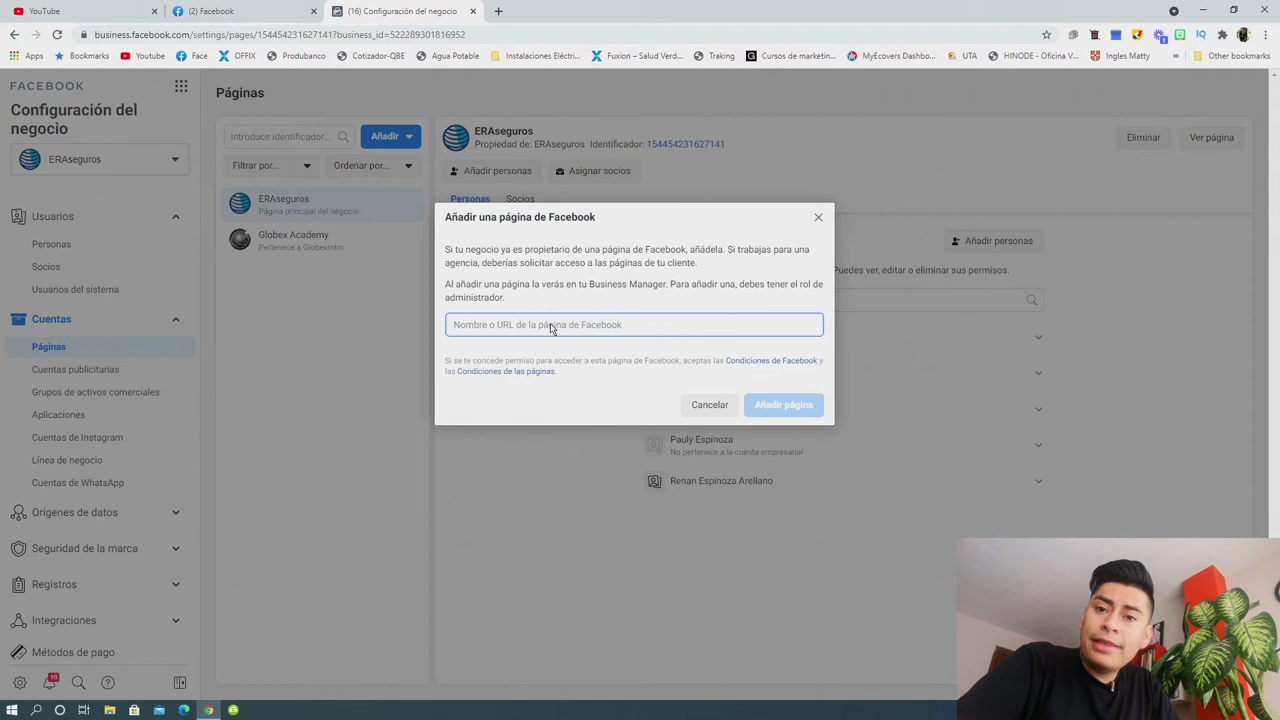 YouTube
(2) Facebook
(16) Configuración del negocio
business.facebook.com/settings/pages/154454231627141?business_id=522289301816952
Apps
Bookmarks
Youtube
Face
OFFIX
Produbanco
Cotizador-QBE
Agua Zero
Instalaciones Eléctri...
Fuxion – Salud Verd...
Traking
Cursos de marketin...
MyEcovers Dashbo...
UTA
HINODE - Oficina V...
Ingles Matty
»
Other bookmarks
FACEBOOK
Configuración del
negocio
ERAseguros
Usuarios
Personas
Socios
Usuarios del sistema
Cuentas
Páginas
Cuentas publicitarias
Grupos de activos comerciales
Aplicaciones
Cuentas de Instagram
Línea de negocio
Cuentas de WhatsApp
Orígenes de datos
Seguridad de la marca
Registros
Integraciones
Métodos de pago
Páginas
Introduce identificador...
Añadir
Filtrar por...
Ordenar por...
ERAseguros
Página principal del negocio
Globex Academy
Pertenece a Globexmlm
ERAseguros
Propiedad de: ERAseguros Identificador: 154454231627141
Eliminar
Ver página
Añadir personas
Asignar socios
Personas
Socios
Añadir personas
Puedes ver, editar o eliminar sus permisos.
Añadir una página de Facebook
Si tu negocio ya es propietario de una página de Facebook, añádela. Si trabajas para una
agencia, deberías solicitar acceso a las páginas de tu cliente.
Al añadir una página la verás en tu Business Manager. Para añadir una, debes tener el rol de
administrador.
Nombre o URL de la página de Facebook
Si se te concede permiso para acceder a esta página de Facebook, aceptas las Condiciones de Facebook y
las Condiciones de las páginas.
Cancelar
Añadir página
Pauly Espinoza
No pertenece a la cuenta empresarial
Renan Espinoza Arellano